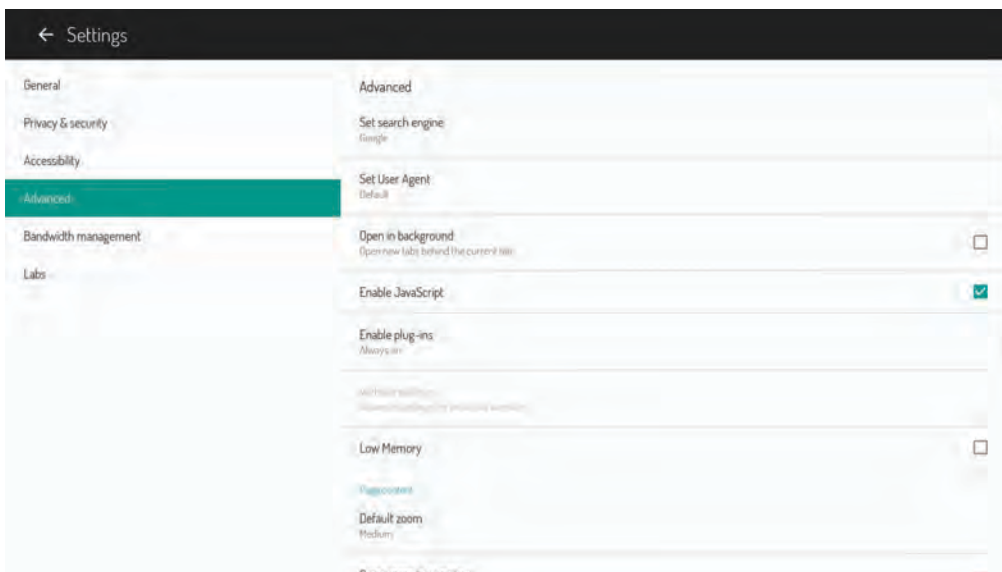 Settings
General
Privacy & security
Accessibility
Advanced
Bandwidth management
Labs
Advanced
Set search engine
Google
Set User Agent
Default
Open in background
Open new tabs behind the current tab
Enable JavaScript
Enable plug-ins
Always on
Low Memory
Page content
Default zoom
Medium